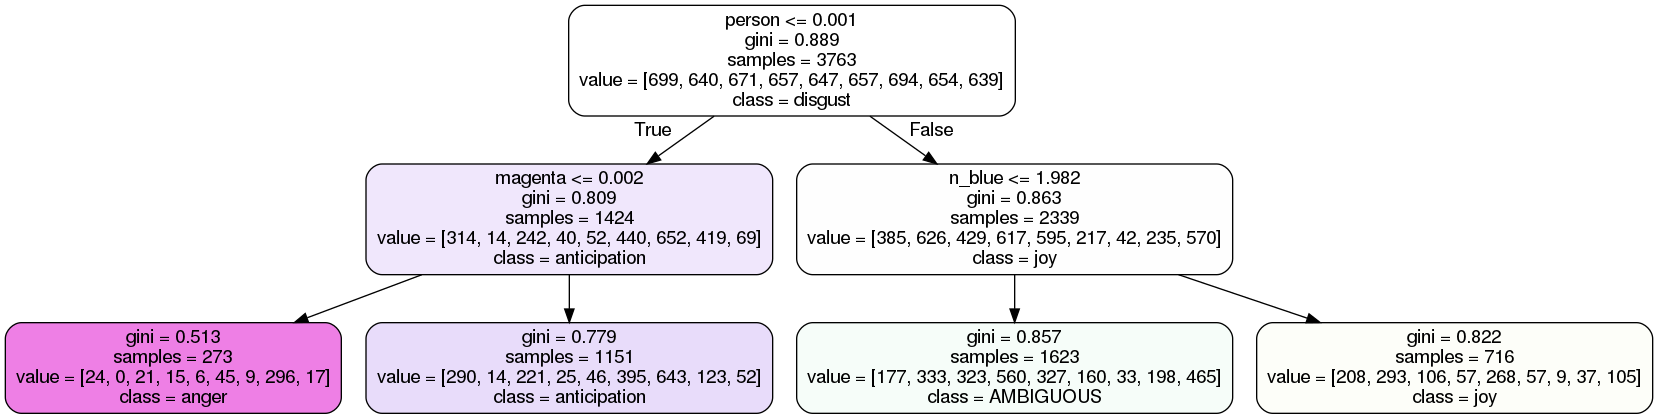 person <= 0.001
gini = 0.889
samples = 3763
value = [699, 640, 671, 657, 647, 657, 694, 654, 639]
class = disgust
True
False
magenta <= 0.002
gini = 0.809
samples = 1424
value = [314, 14, 242, 40, 52, 440, 652, 419, 69]
class = anticipation
n_blue <= 1.982
gini = 0.863
samples = 2339
value = [385, 626, 429, 617, 595, 217, 42, 235, 570]
class = joy
gini = 0.513
samples = 273
value = [24, 0, 21, 15, 6, 45, 9, 296, 17]
class = anger
gini = 0.779
samples = 1151
value = [290, 14, 221, 25, 46, 395, 643, 123, 52]
class = anticipation
gini = 0.857
samples = 1623
value = [177, 333, 323, 560, 327, 160, 33, 198, 465]
class = AMBIGUOUS
gini = 0.822
samples = 716
value = [208, 293, 106, 57, 268, 57, 9, 37, 105]
class = joy